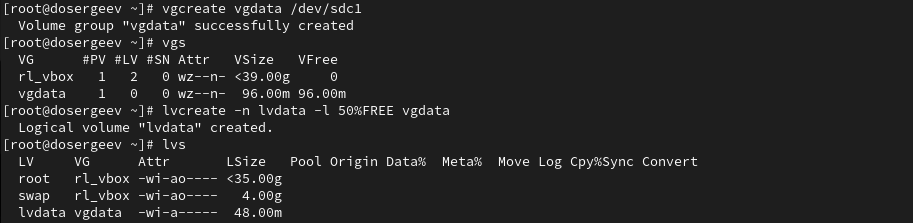 [root@dosergeev ~]# vgcreate vgdata /dev/sdc1
  Volume group "vgdata" successfully created
[root@dosergeev ~]# vgs
  VG      #PV #LV #SN Attr   VSize   VFree
  rl_vbox   1   2   0 wz--n- <39.00g     0
  vgdata    1   0   0 wz--n-  96.00m 96.00m
[root@dosergeev ~]# lvcreate -n lvdata -l 50%FREE vgdata
  Logical volume "lvdata" created.
[root@dosergeev ~]# lvs
  LV     VG      Attr       LSize   Pool Origin Data%  Meta%  Move Log Cpy%Sync Convert
  root   rl_vbox -wi-ao---- <35.00g
  swap   rl_vbox -wi-ao----   4.00g
  lvdata vgdata  -wi-a-----  48.00m